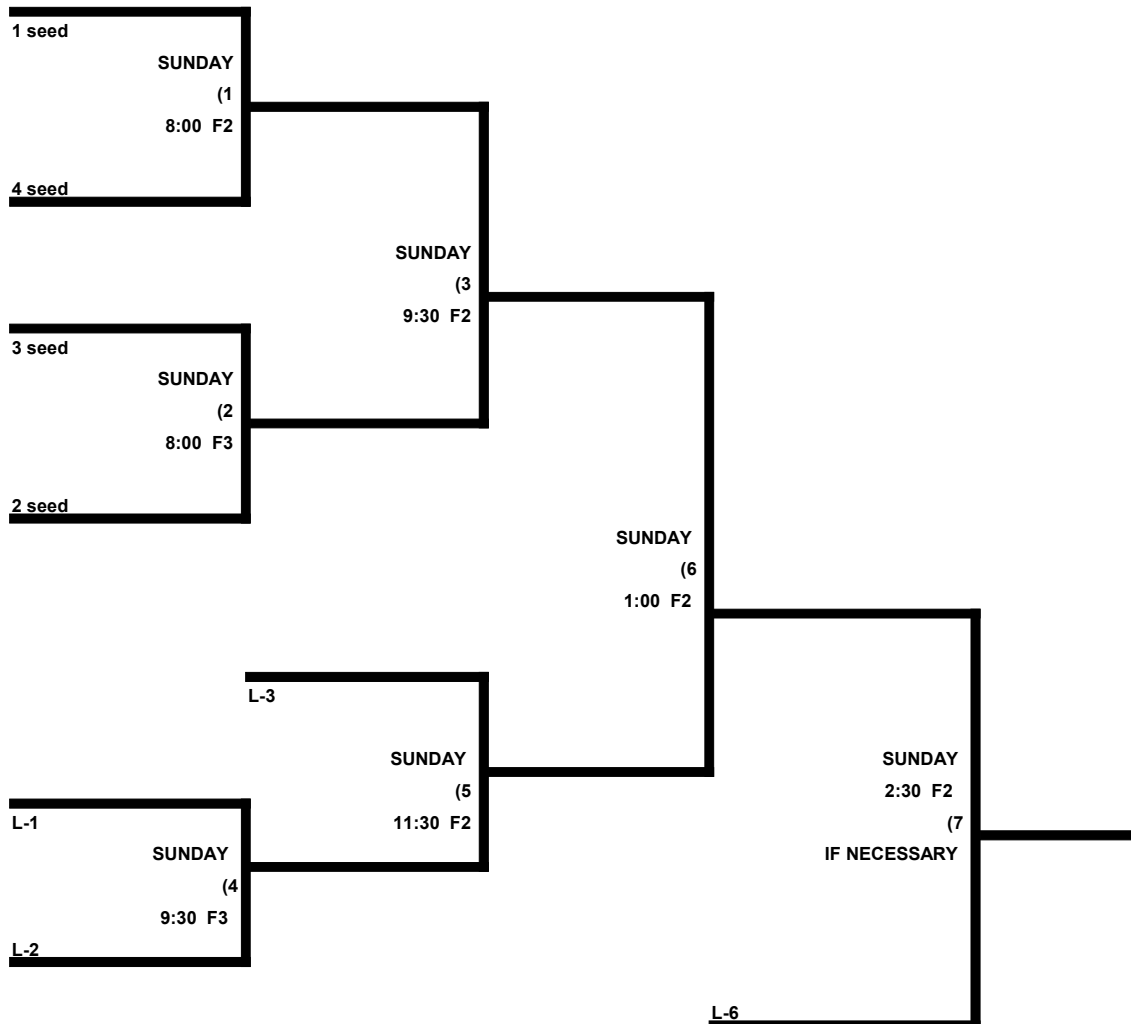 1 seed
SUNDAY
(1
8:00 F2
4 seed
SUNDAY
(3
9:30 F2
3 seed
SUNDAY
(2
8:00 F3
2 seed
SUNDAY
(6
1:00 F2
L-3
SUNDAY
(5
11:30 F2
SUNDAY
2:30 F2
(7
IF NECESSARY
L-1
SUNDAY
(4
9:30 F3
L-2
L-6